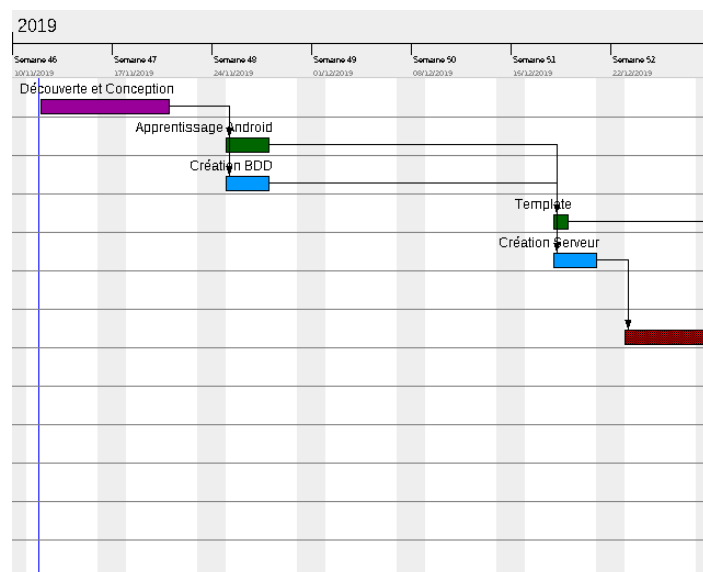 2019
Semaine 46 Semaine 47 Semaine 48 Semaine 49 Semaine 50 Semaine 51 Semaine 52
10/11/2019 17/11/2019 24/11/2019 01/12/2019 08/12/2019 15/12/2019 22/12/2019
Découverte et Conception
Apprentissage Android
Création BDD
Template
Création Serveur